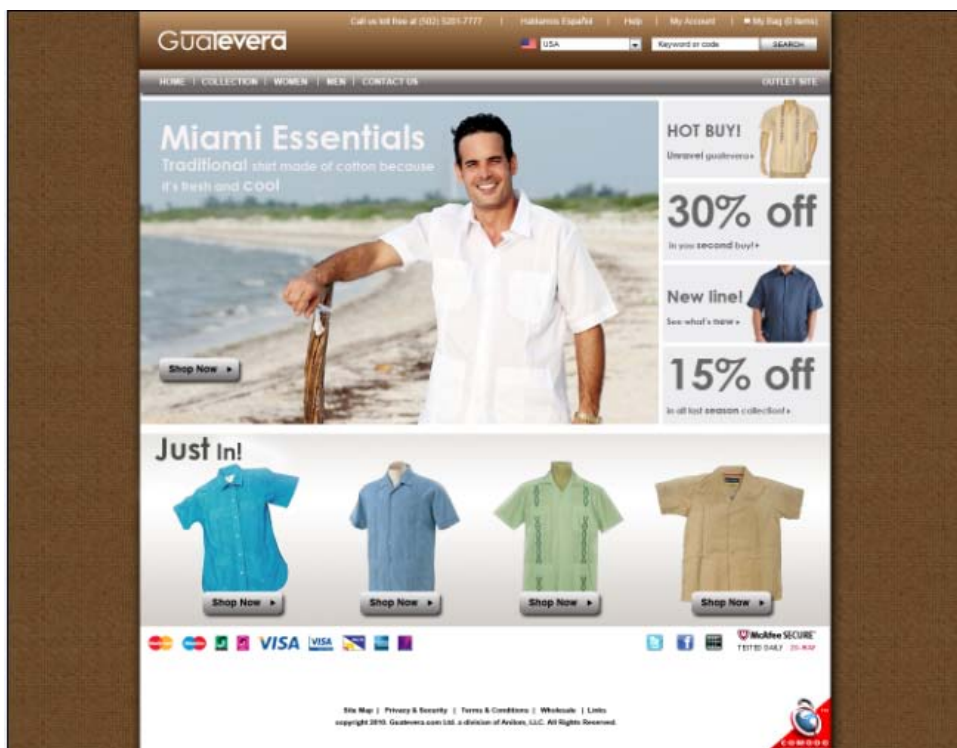 Call us toll free at (502) 5201-7777 | Hablamos Español | Help | My Account | My Bag (0 items)
Guatevera
USA
Keyword or code
SEARCH
HOME | COLLECTION | WOMEN | MEN | CONTACT US
OUTLET SITE
Miami Essentials
Traditional shirt made of cotton because
it's fresh and cool
Shop Now
HOT BUY!
Unravel guatevera
30% off
in you second buy!
New line!
See what's new
15% off
in all last season collection!
Just In!
Shop Now
Shop Now
Shop Now
Shop Now
VISA
VISA
McAfee SECURE
TESTED DAILY
Site Map | Privacy & Security | Terms & Conditions | Wholesale | Links
copyright 2010. Guatevera.com Ltd. a division of LLC. All Rights Reserved.
COMODO